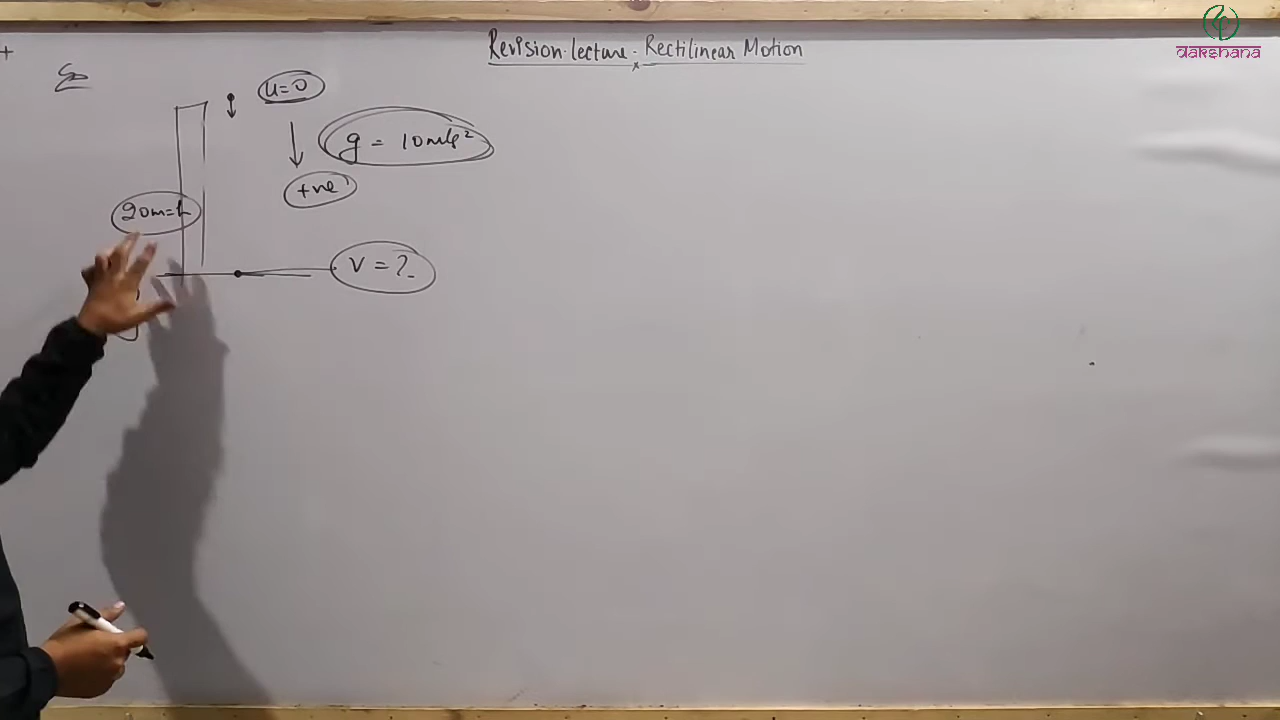 Revision lecture - Rectilinear Motion
dakshana
u=0
g = 10m/s²
+ve
20m=h
v = ?